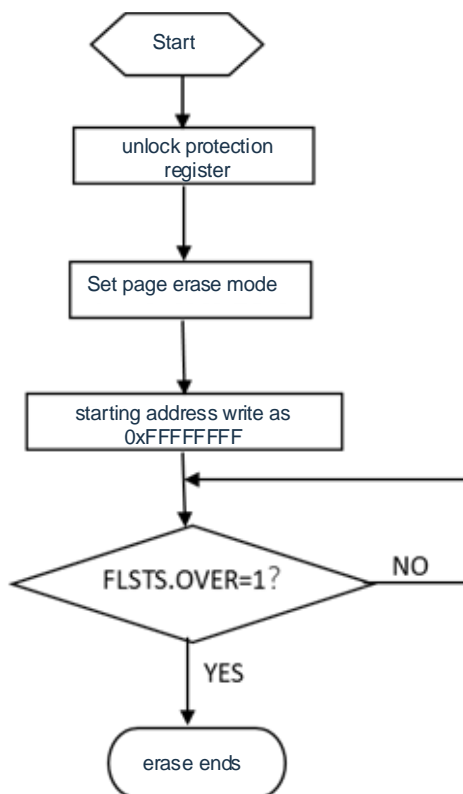 Start
unlock protection
register
Set page erase mode
starting address write as
0xFFFFFFFF
FLSTS.OVER=1?
NO
YES
erase ends